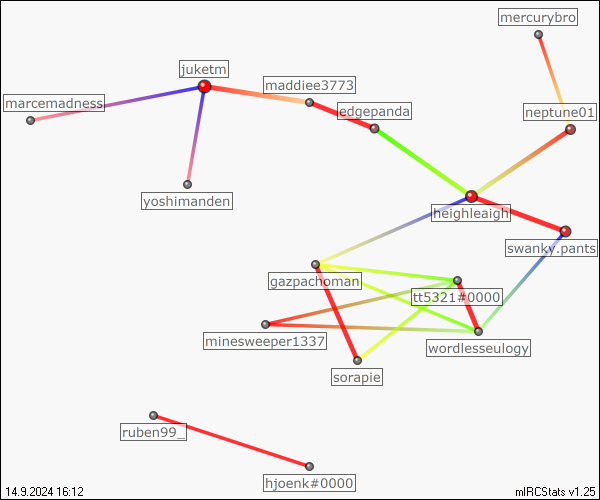 mercurybro
juketm
maddiee3773
marcemadness
edgepanda
neptune01
yoshimanden
heighleaigh
swanky.pants
gazpachoman
tt5321#0000
minesweeper1337
wordlesseulogy
sorapie
ruben99_
hjoenk#0000
14.9.2024 16:12
mIRCStats v1.25